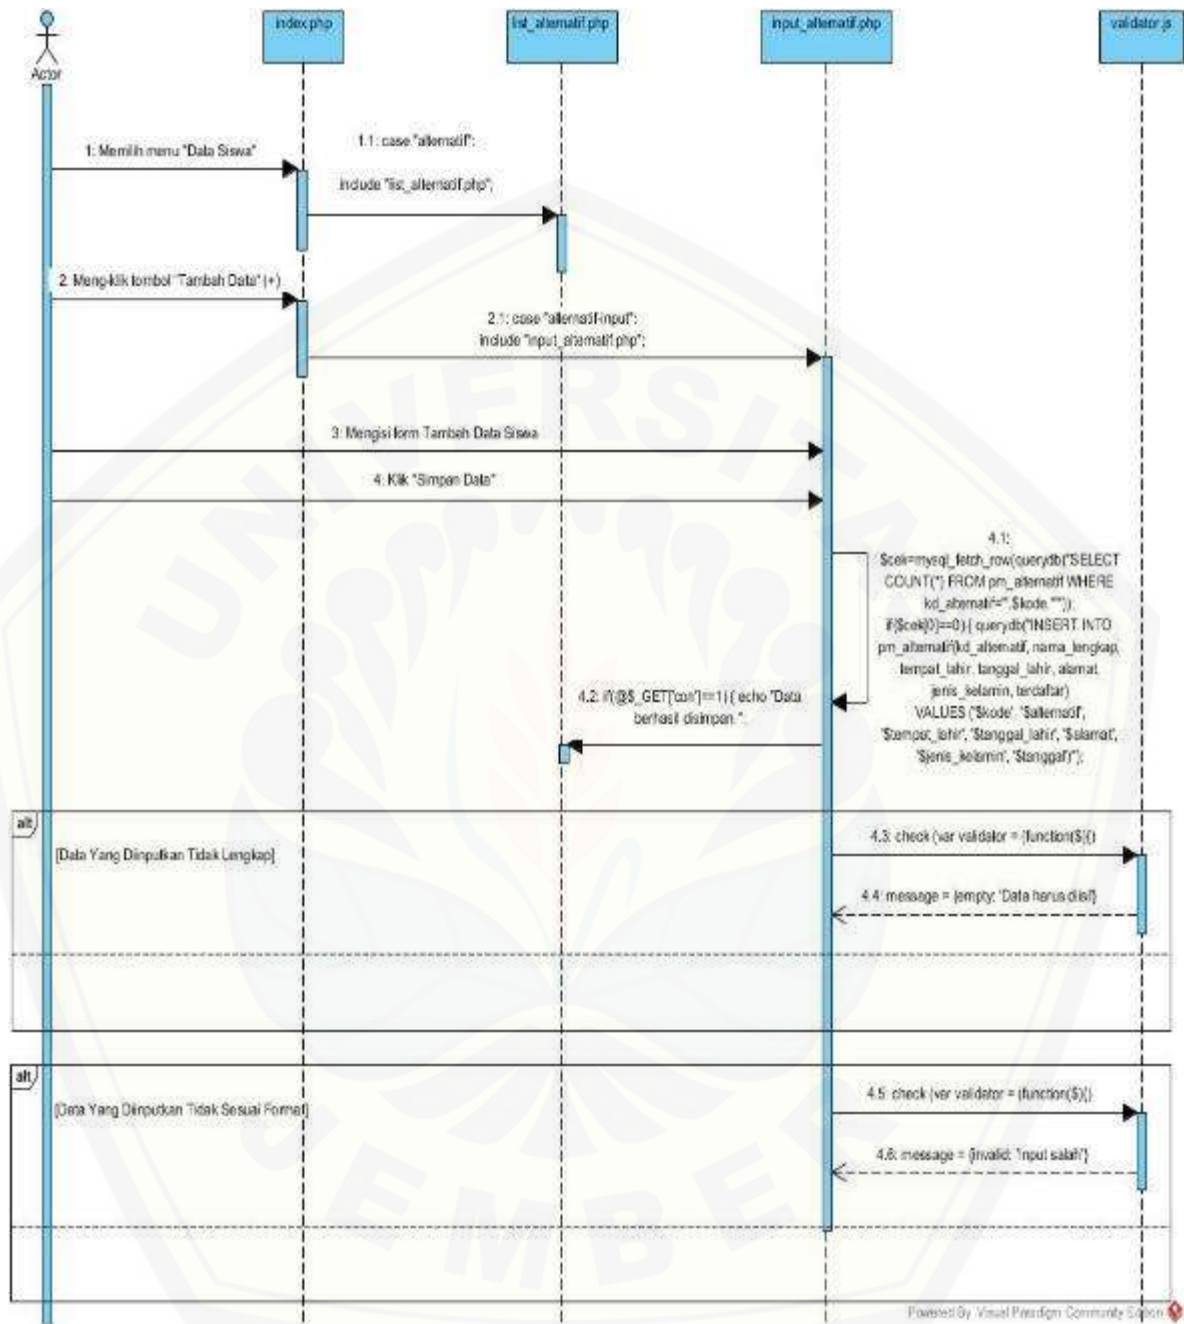 index.php
list_alternatif.php
input_alternatif.php
validator.js
Actor
1: Memilih menu "Data Siswa"
1.1: case "alternatif":
include "list_alternatif.php";
2: Meng-klik tombol "Tambah Data" (+)
2.1: case "alternatif-input":
include "input_alternatif.php";
3: Mengisi form Tambah Data Siswa
4: Klik "Simpan Data"
4.1:
$cek=mysql_fetch_row(querydb("SELECT
COUNT(*) FROM pm_alternatif WHERE
kd_alternatif='".$kode."'"));
if($cek[0]==0){ querydb("INSERT INTO
pm_alternatif(kd_alternatif, nama_lengkap,
tempat_lahir, tanggal_lahir, alamat,
jenis_kelamin, terdaftar)
VALUES ('$kode', '$alternatif',
'$tempat_lahir', '$tanggal_lahir', '$alamat',
'$jenis_kelamin', '$tanggal')");
4.2: if(@$_GET['con']==1) { echo "Data
berhasil disimpan.";
alt
[Data Yang Diinputkan Tidak Lengkap]
4.3: check (var validator = (function($){)
4.4: message = {empty: 'Data harus diisi'}
alt
[Data Yang Diinputkan Tidak Sesuai Format]
4.5: check (var validator = (function($){)
4.6: message = {invalid: 'Input salah'}
UNIVERSITAS
JEMBER
Powered By Visual Paradigm Community Edition